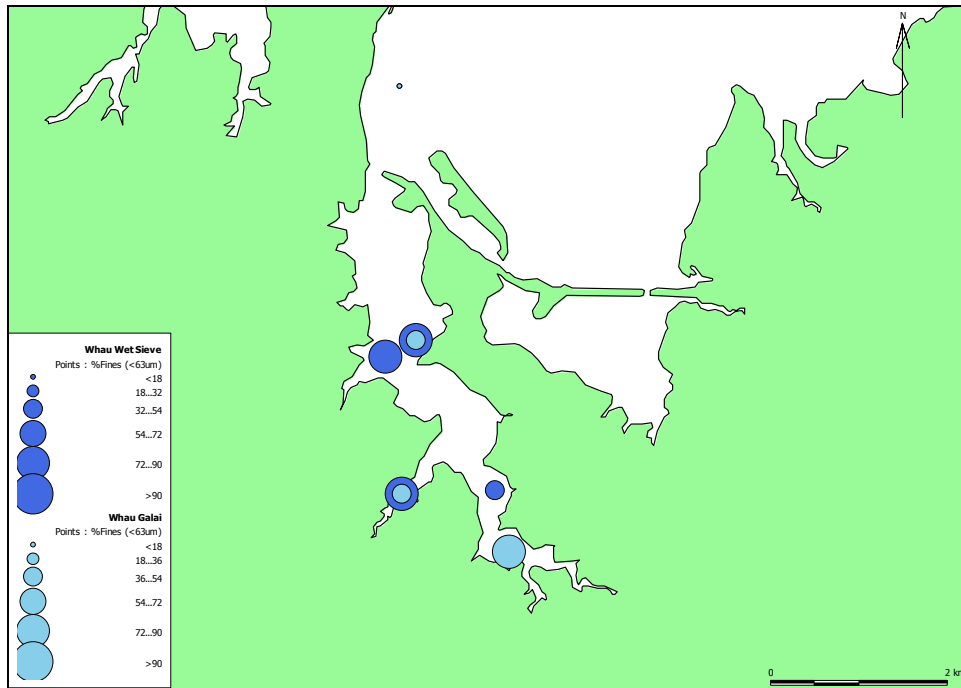 N
Whau Wet Sieve
Points : %Fines (<63um)
<18
18...32
32...54
54...72
72...90
>90
Whau Galai
Points : %Fines (<63um)
<18
18...36
36...54
54...72
72...90
>90
0 2 km